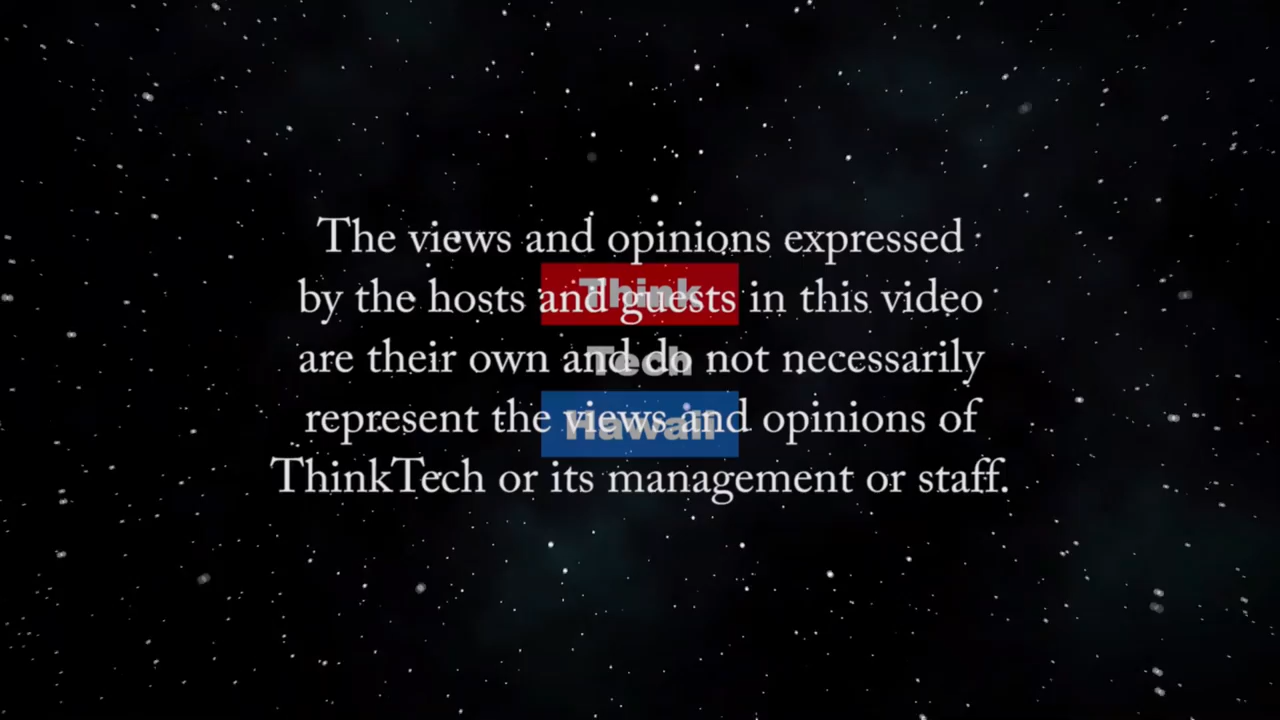 The views and opinions expressed
by the hosts and guests in this video
are their own and do not necessarily
represent the views and opinions of
ThinkTech or its management or staff.
Think
Tech
Hawaii